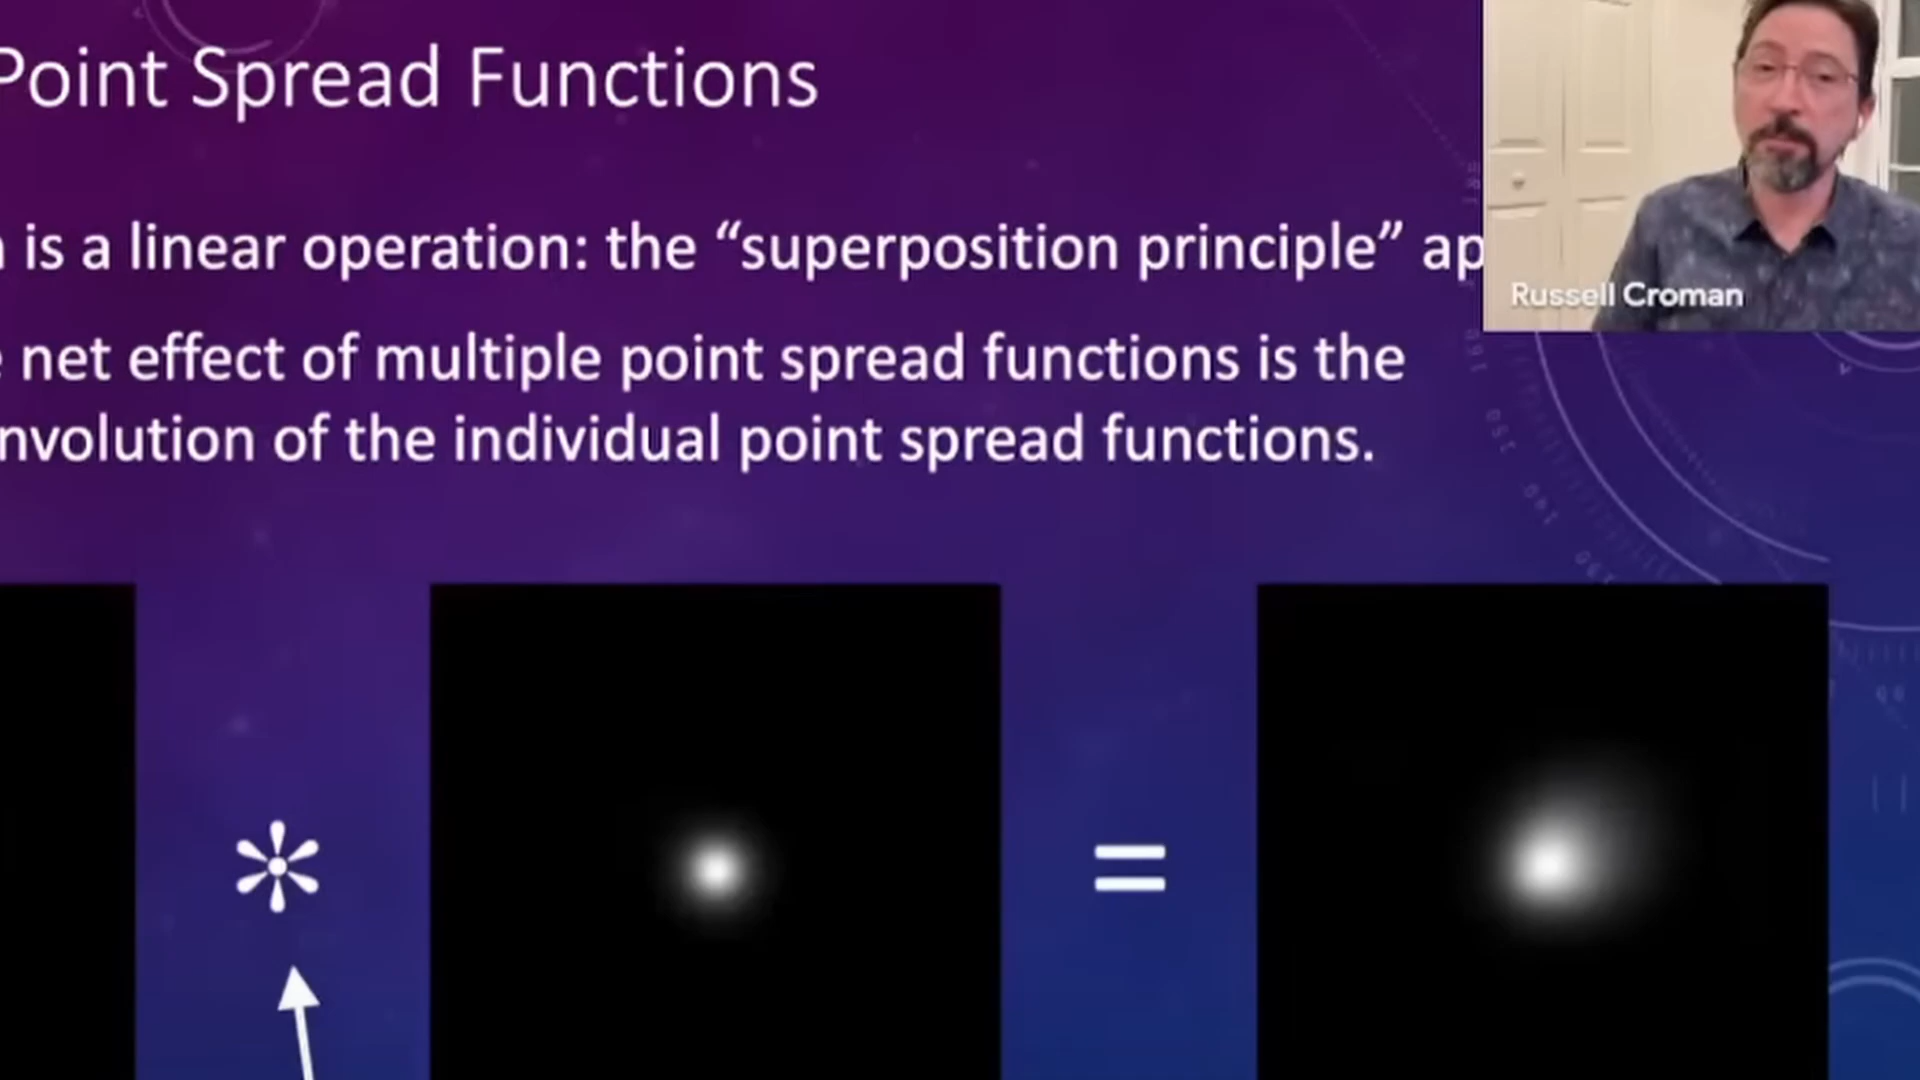 Point Spread Functions
is a linear operation: the “superposition principle” ap
Russell Croman
net effect of multiple point spread functions is the
nvolution of the individual point spread functions.
*
=
150